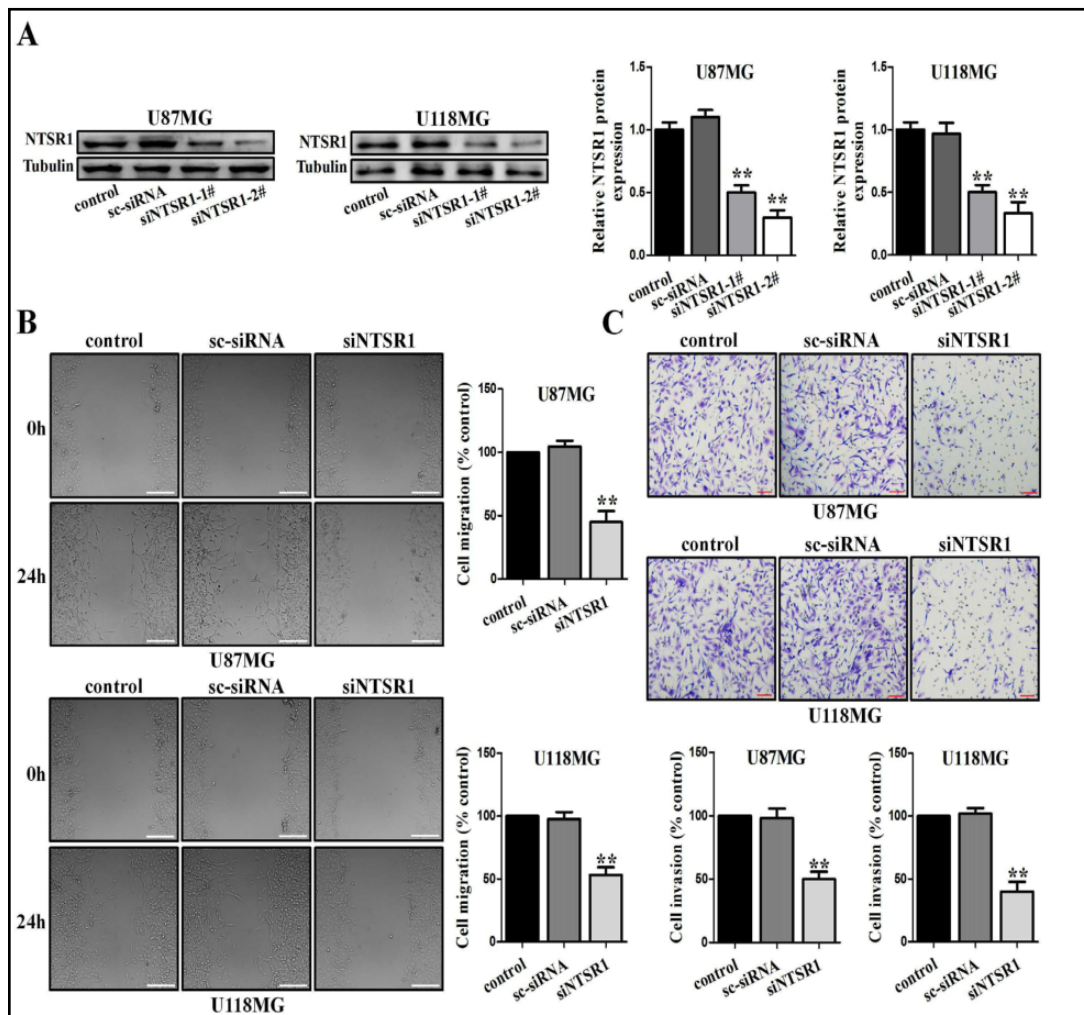 A
U87MG
NTSR1
Tubulin
control
sc-siRNA
siNTSR1-1#
siNTSR1-2#
U118MG
NTSR1
Tubulin
control
sc-siRNA
siNTSR1-1#
siNTSR1-2#
U87MG
Relative NTSR1 protein
expression
1.5
1.0
0.5
0.0
**
**
control
sc-siRNA
siNTSR1-1#
siNTSR1-2#
U118MG
Relative NTSR1 protein
expression
1.5
1.0
0.5
0.0
**
**
control
sc-siRNA
siNTSR1-1#
siNTSR1-2#
B
control
sc-siRNA
siNTSR1
0h
24h
U87MG
U87MG
Cell migration (% control)
150
100
50
0
**
control
sc-siRNA
siNTSR1
control
sc-siRNA
siNTSR1
0h
24h
U118MG
U118MG
Cell migration (% control)
150
100
50
0
**
control
sc-siRNA
siNTSR1
C
control
sc-siRNA
siNTSR1
U87MG
control
sc-siRNA
siNTSR1
U118MG
U87MG
Cell invasion (% control)
150
100
50
0
**
control
sc-siRNA
siNTSR1
U118MG
Cell invasion (% control)
150
100
50
0
**
control
sc-siRNA
siNTSR1